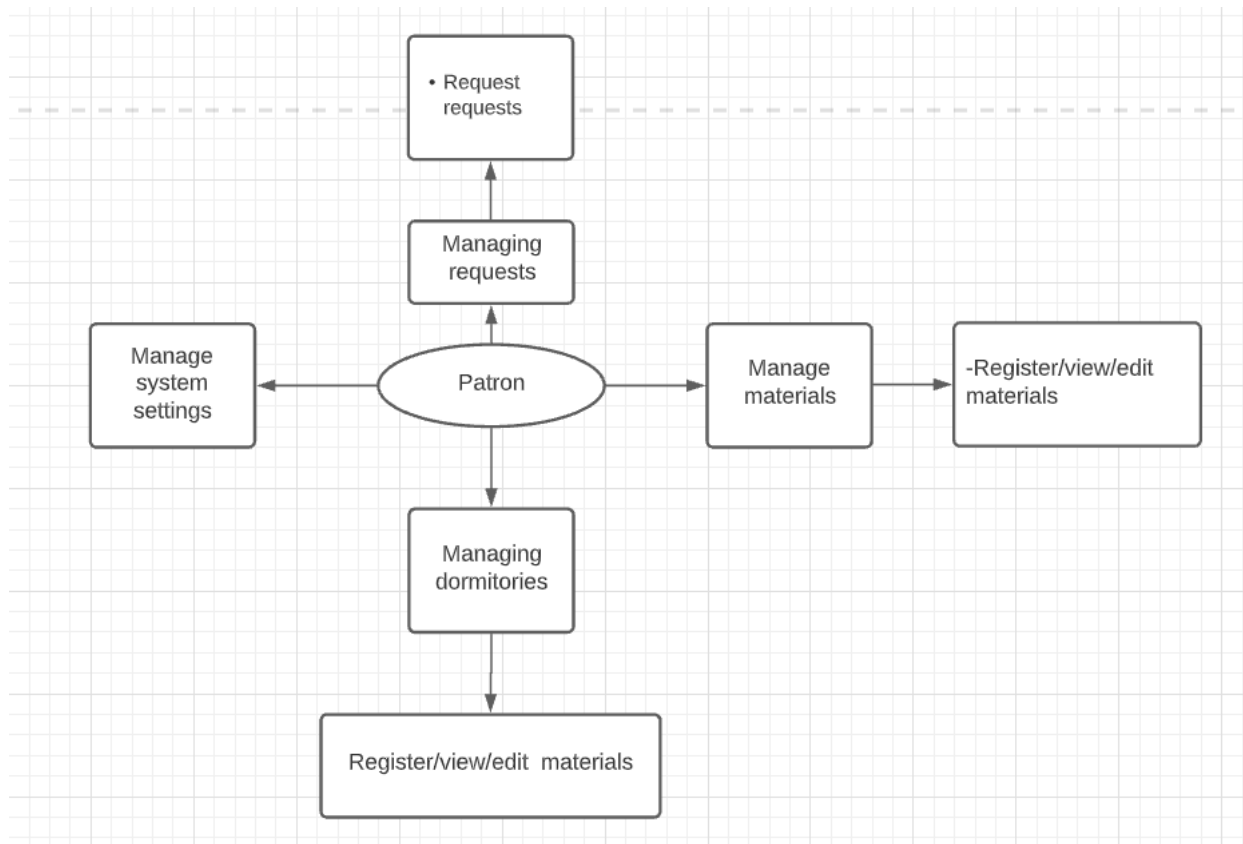 • Request
requests
Managing
requests
Manage
system
settings
Patron
Manage
materials
-Register/view/edit
materials
Managing
dormitories
Register/view/edit materials